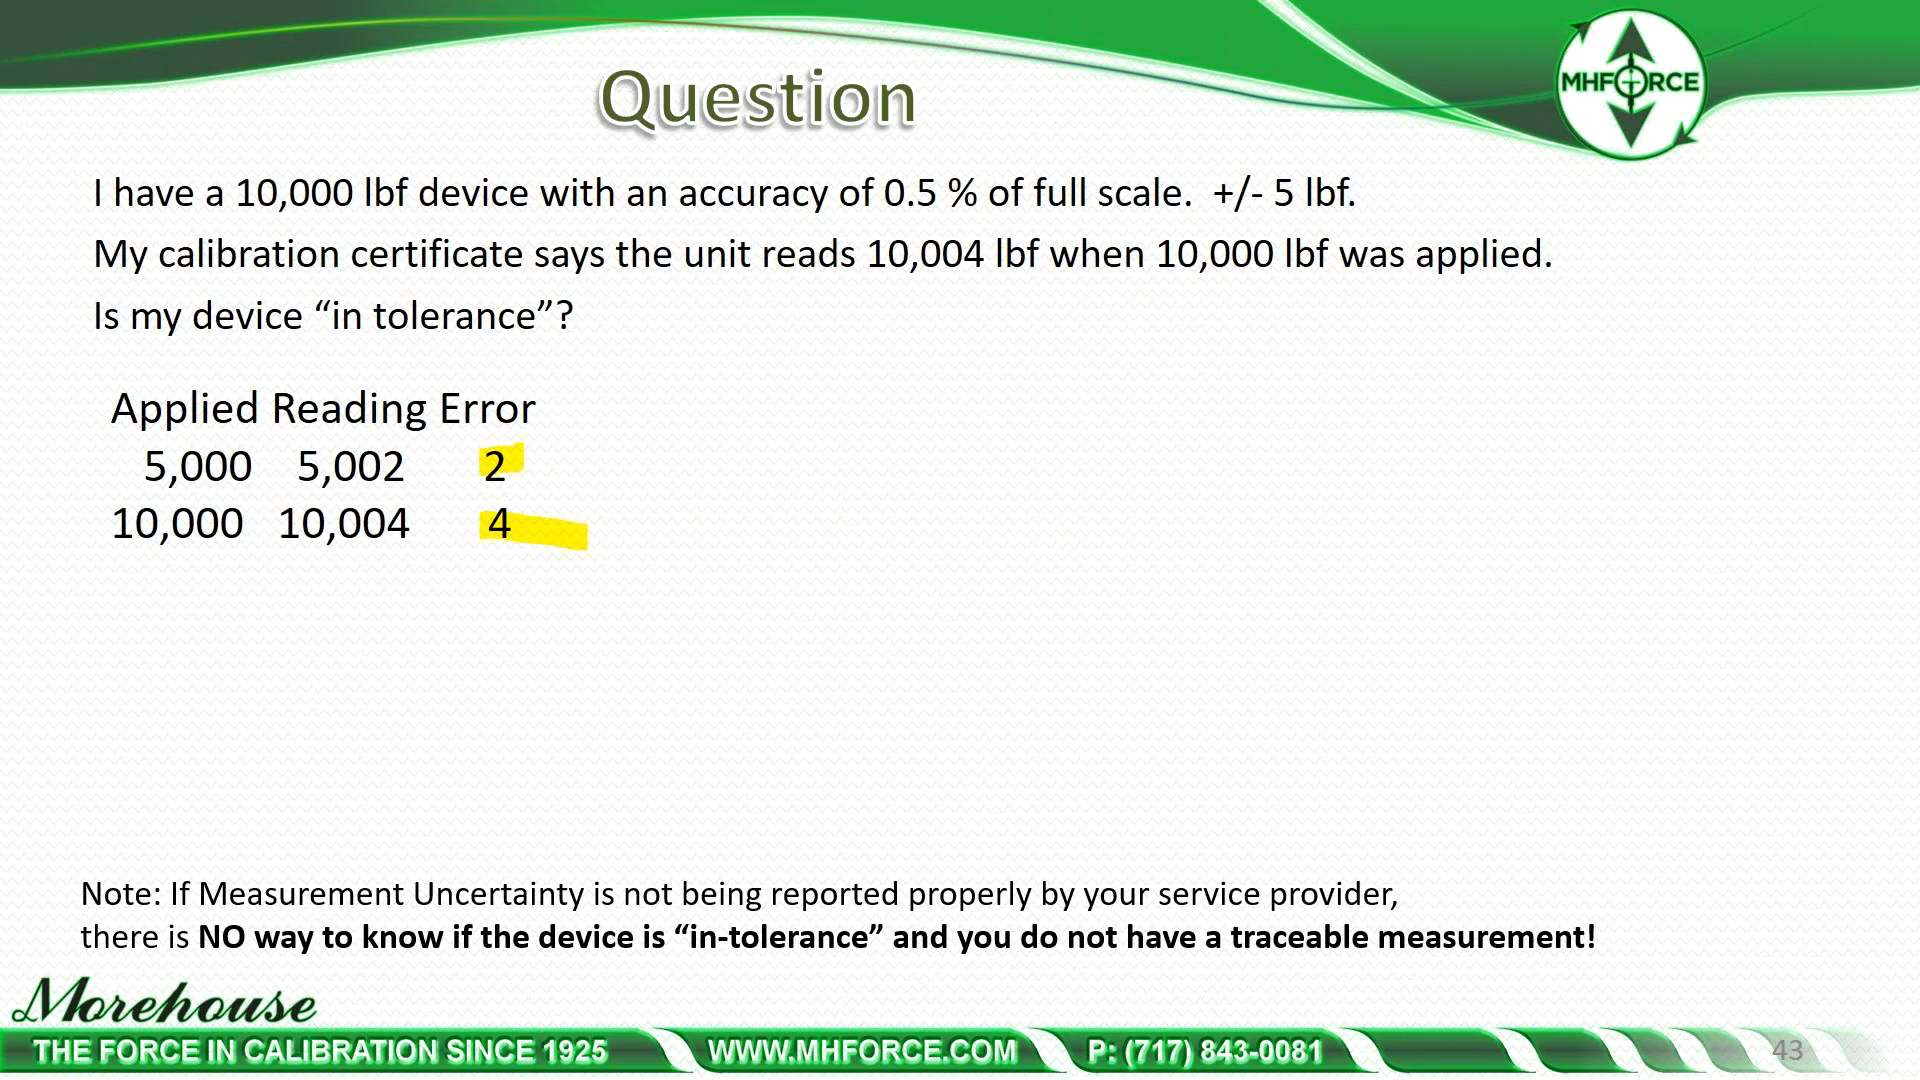 Question
MHFORCE
I have a 10,000 lbf device with an accuracy of 0.5 % of full scale. +/- 5 lbf.
My calibration certificate says the unit reads 10,004 lbf when 10,000 lbf was applied.
Is my device “in tolerance”?
Applied Reading Error
5,000 5,002 2
10,000 10,004 4
Note: If Measurement Uncertainty is not being reported properly by your service provider,
there is NO way to know if the device is “in-tolerance” and you do not have a traceable measurement!
Morehouse
THE FORCE IN CALIBRATION SINCE 1925 WWW.MHFORCE.COM P: (717) 843-0081 43